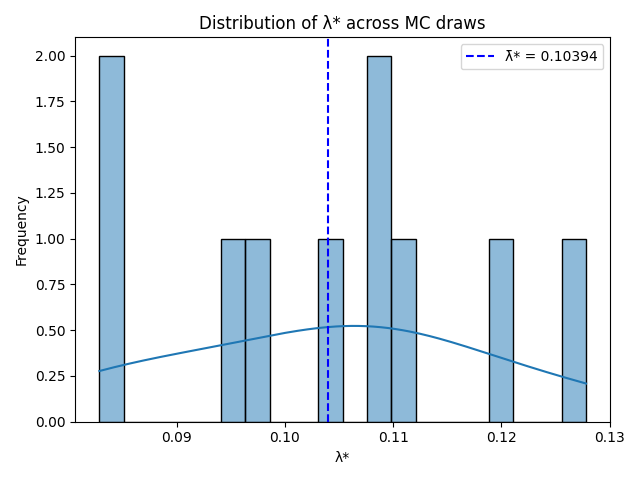 Distribution of λ* across MC draws
λ̄* = 0.10394
2.00
1.75
1.50
1.25
1.00
0.75
0.50
0.25
0.00
Frequency
0.09 0.10 0.11 0.12 0.13
λ*